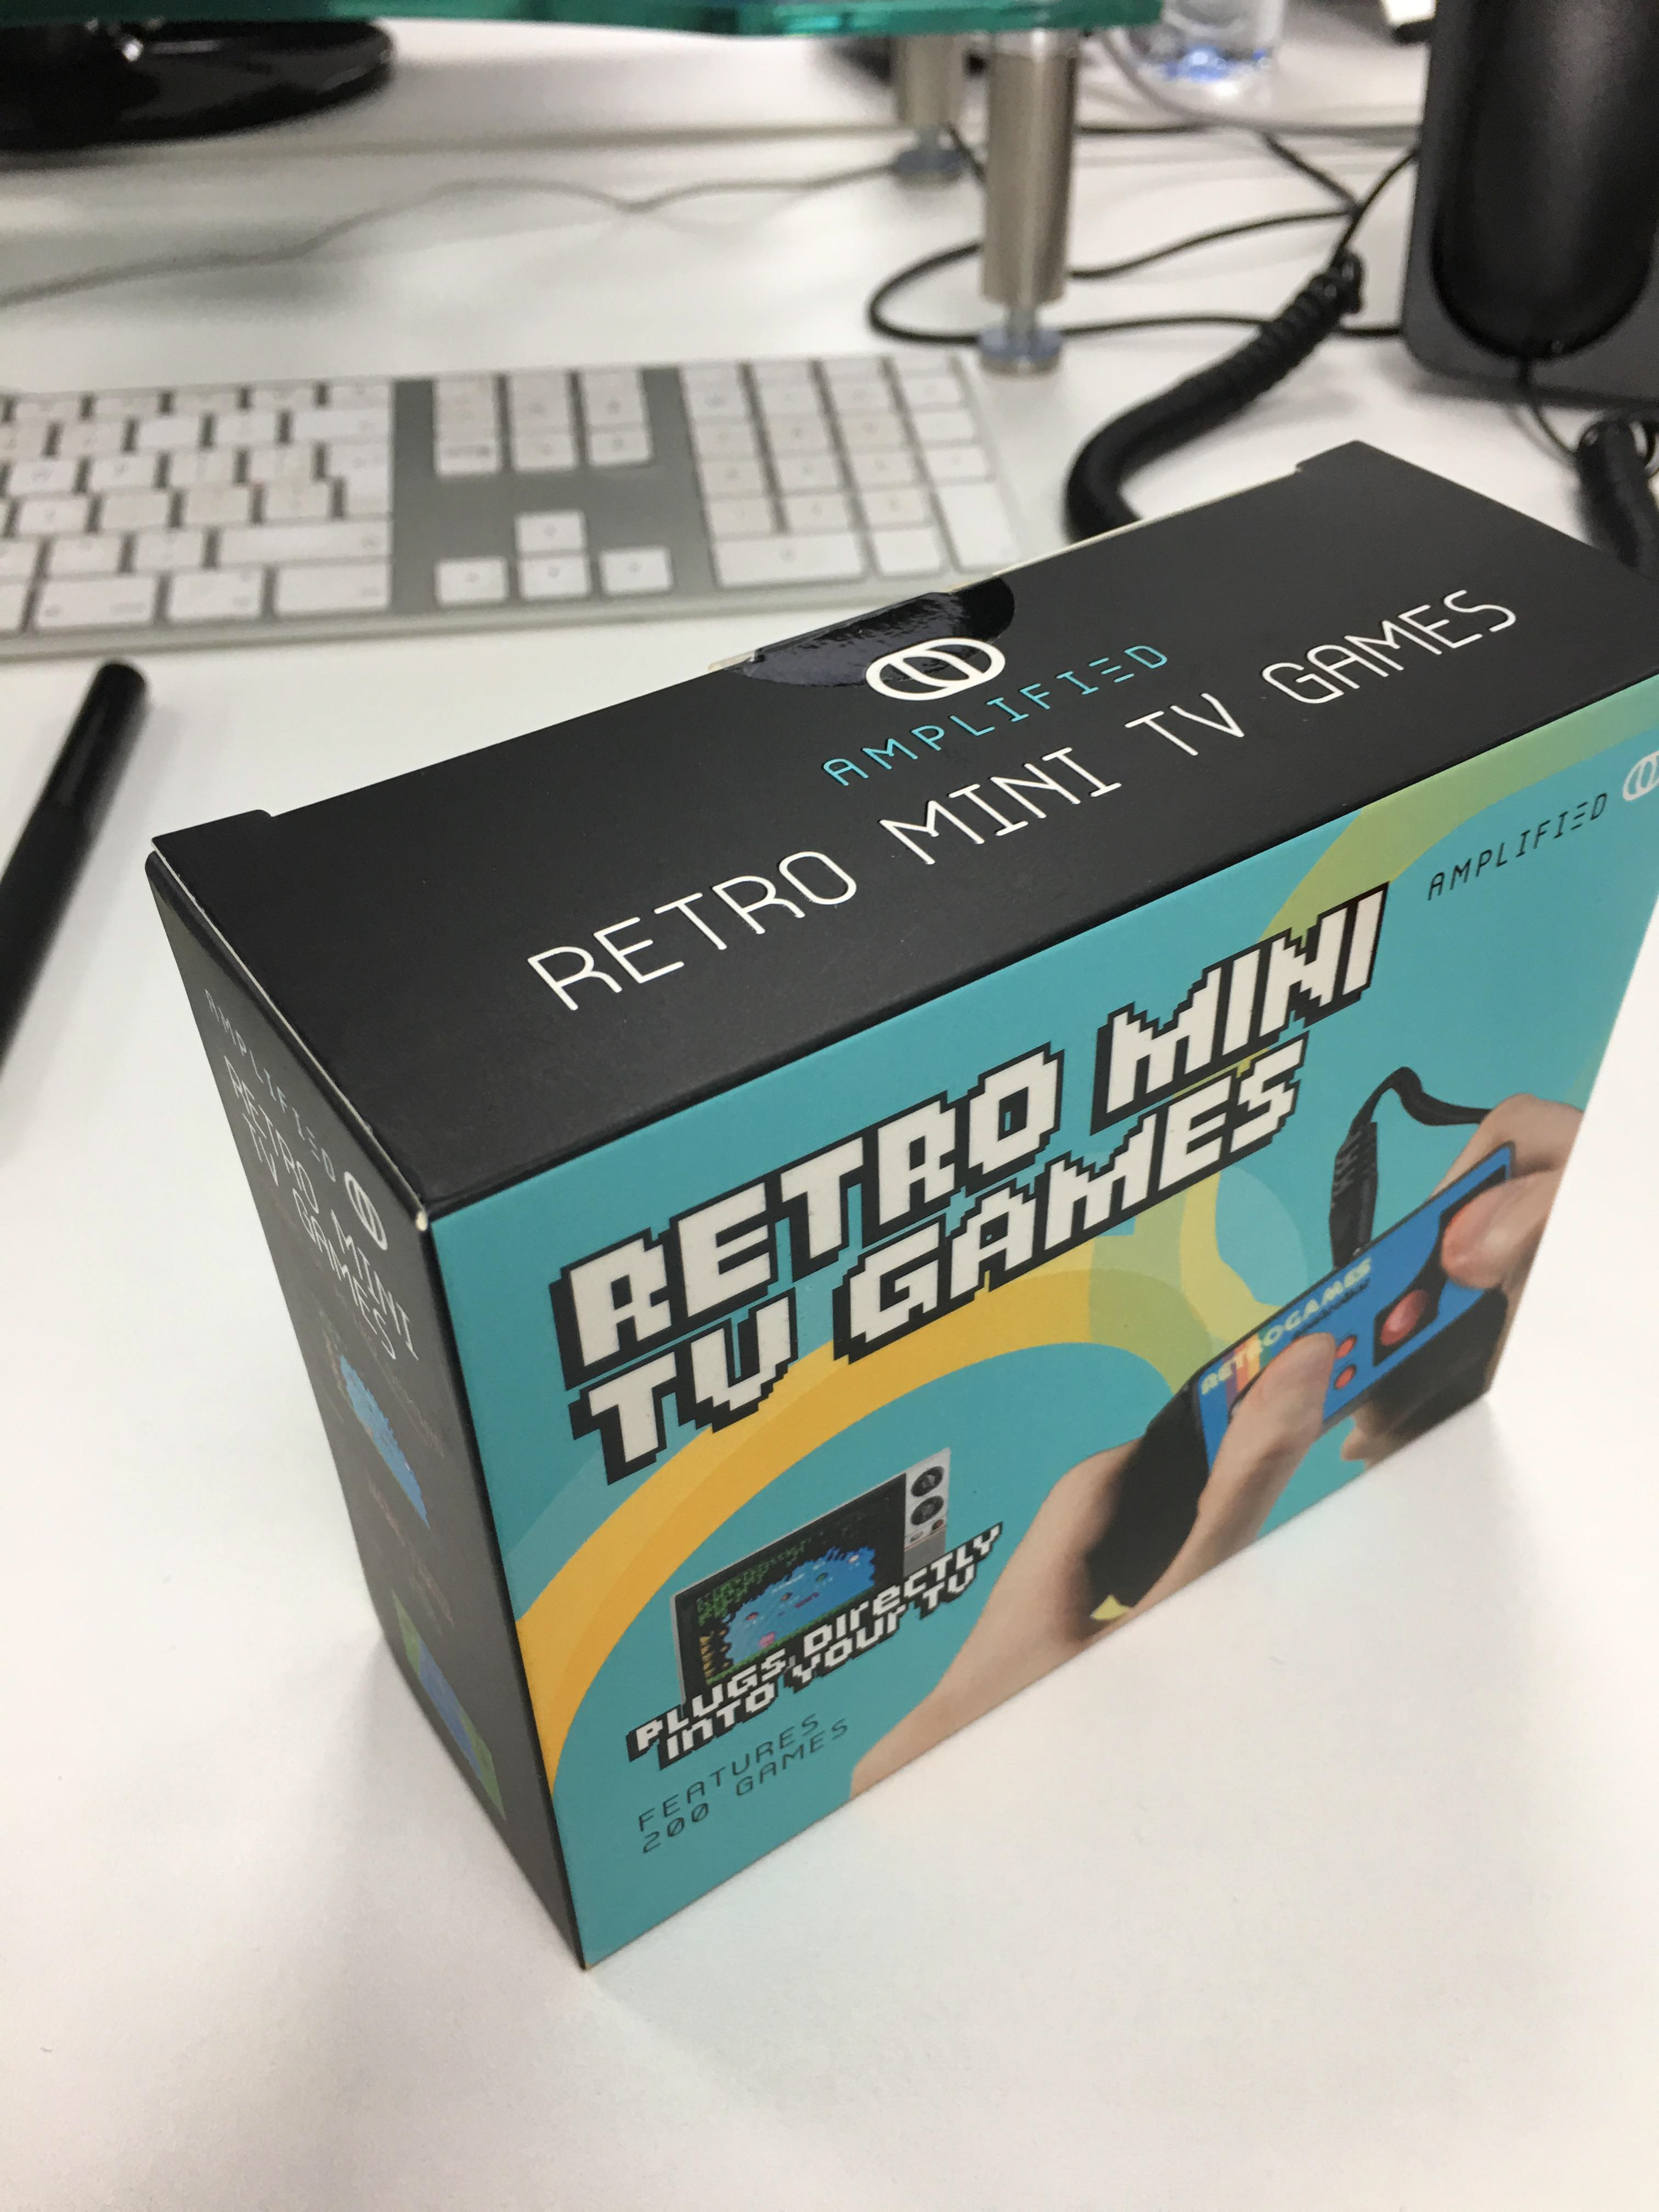 AMPLIFIED
RETRO MINI TV GAMES
AMPLIFIED
RETRO MINI
TV GAMES
RETROGAMES
PLUGS DIrecTLY
INTO YOUr TV
FEATURES
200 GAMES
AMPLIFIED
RETRO MINI
TV GAMES